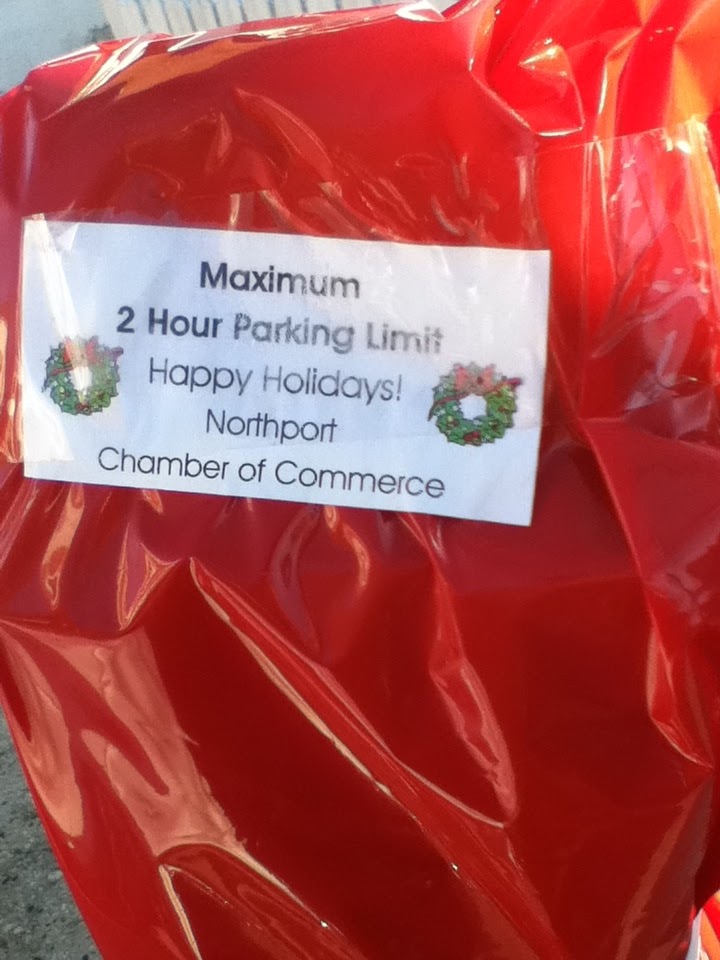 Maximum
2 Hour Parking Limit
Happy Holidays!
Northport
Chamber of Commerce